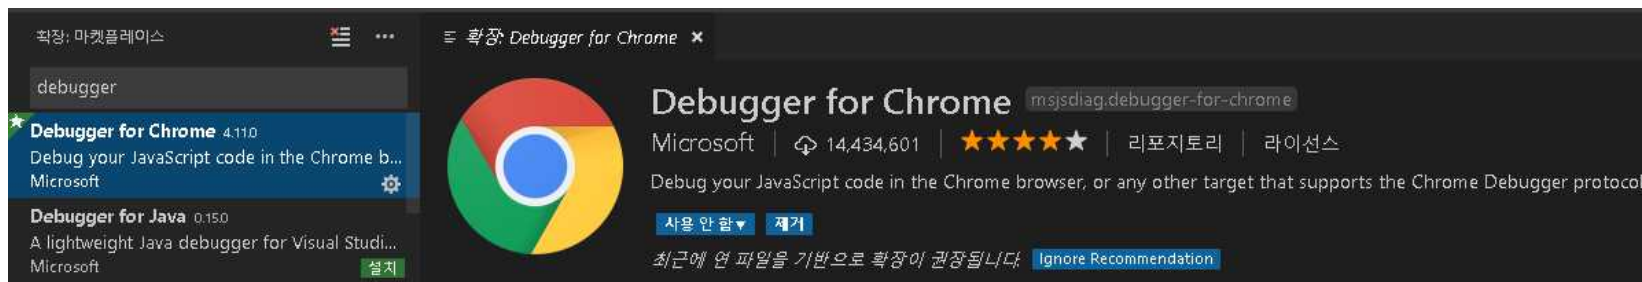 확장: 마켓플레이스
debugger
Debugger for Chrome 4.11.0
Debug your JavaScript code in the Chrome b...
Microsoft
Debugger for Java 0.15.0
A lightweight Java debugger for Visual Studi...
Microsoft 설치
확장: Debugger for Chrome
Debugger for Chrome msjsdiag.debugger-for-chrome
Microsoft 14,434,601 리포지토리 라이선스
Debug your JavaScript code in the Chrome browser, or any other target that supports the Chrome Debugger protocol
사용 안 함 제거
최근에 연 파일을 기반으로 확장이 권장됩니다. Ignore Recommendation